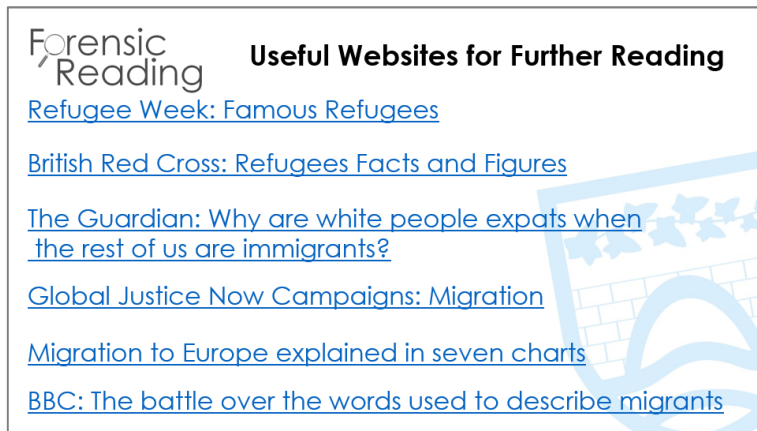 Forensic
Reading
Useful Websites for Further Reading
Refugee Week: Famous Refugees
British Red Cross: Refugees Facts and Figures
The Guardian: Why are white people expats when
the rest of us are immigrants?
Global Justice Now Campaigns: Migration
Migration to Europe explained in seven charts
BBC: The battle over the words used to describe migrants